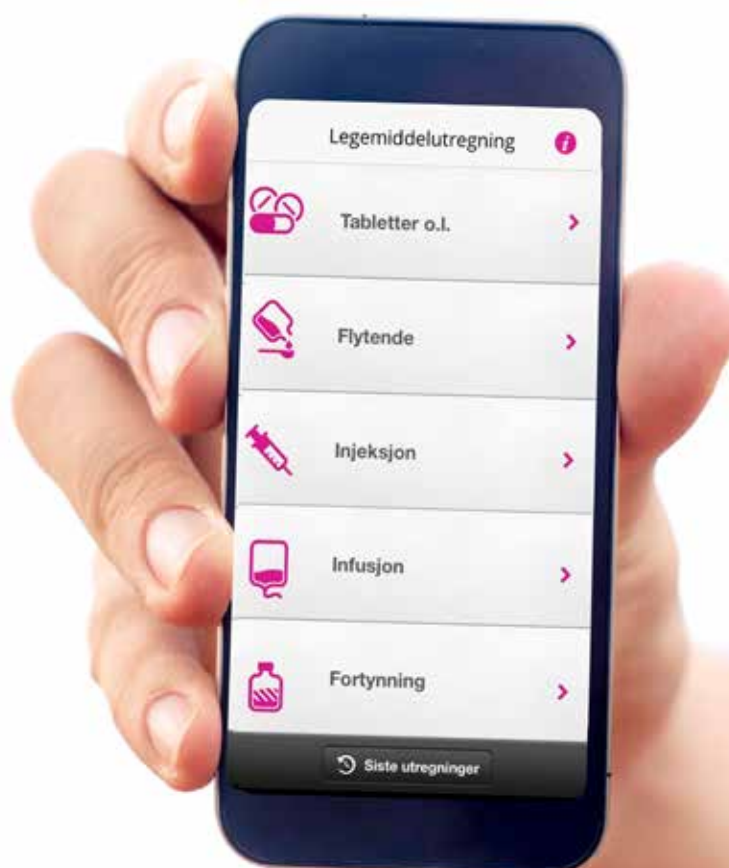 Legemiddelutregning
i
Tabletter o.l.
Flytende
Injeksjon
Infusjon
Fortynning
Siste utregninger